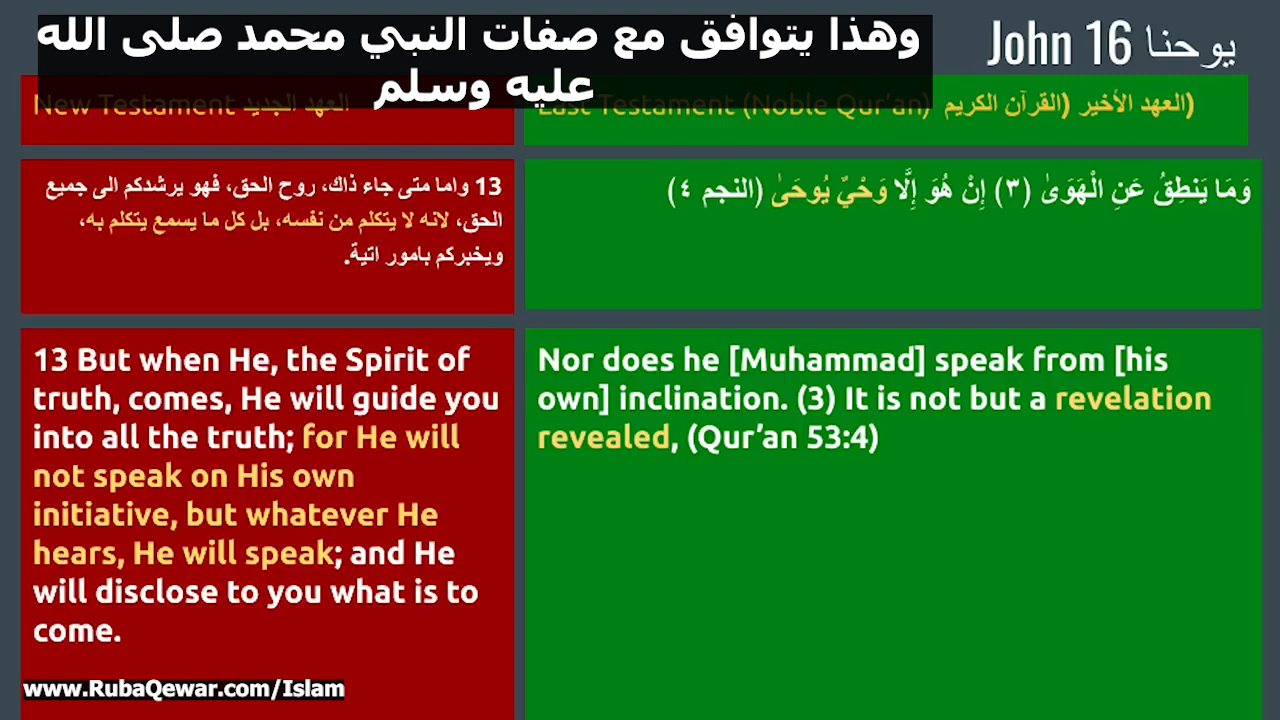 وهذا يتوافق مع صفات النبي محمد صلى الله
عليه وسلم
John 16 يوحنا
New Testament العهد الجديد
Last Testament (Noble Qur’an) العهد الأخير (القرآن الكريم)
13 واما متى جاء ذاك، روح الحق، فهو يرشدكم الى جميع
الحق، لانه لا يتكلم من نفسه، بل كل ما يسمع يتكلم به،
ويخبركم بامور اتية.
وَمَا يَنطِقُ عَنِ الْهَوَىٰ (٣) إِنْ هُوَ إِلَّا وَحْيٌ يُوحَىٰ (النجم ٤)
13 But when He, the Spirit of
truth, comes, He will guide you
into all the truth; for He will
not speak on His own
initiative, but whatever He
hears, He will speak; and He
will disclose to you what is to
come.
Nor does he [Muhammad] speak from [his
own] inclination. (3) It is not but a revelation
revealed, (Qur’an 53:4)
www.RubaQewar.com/Islam